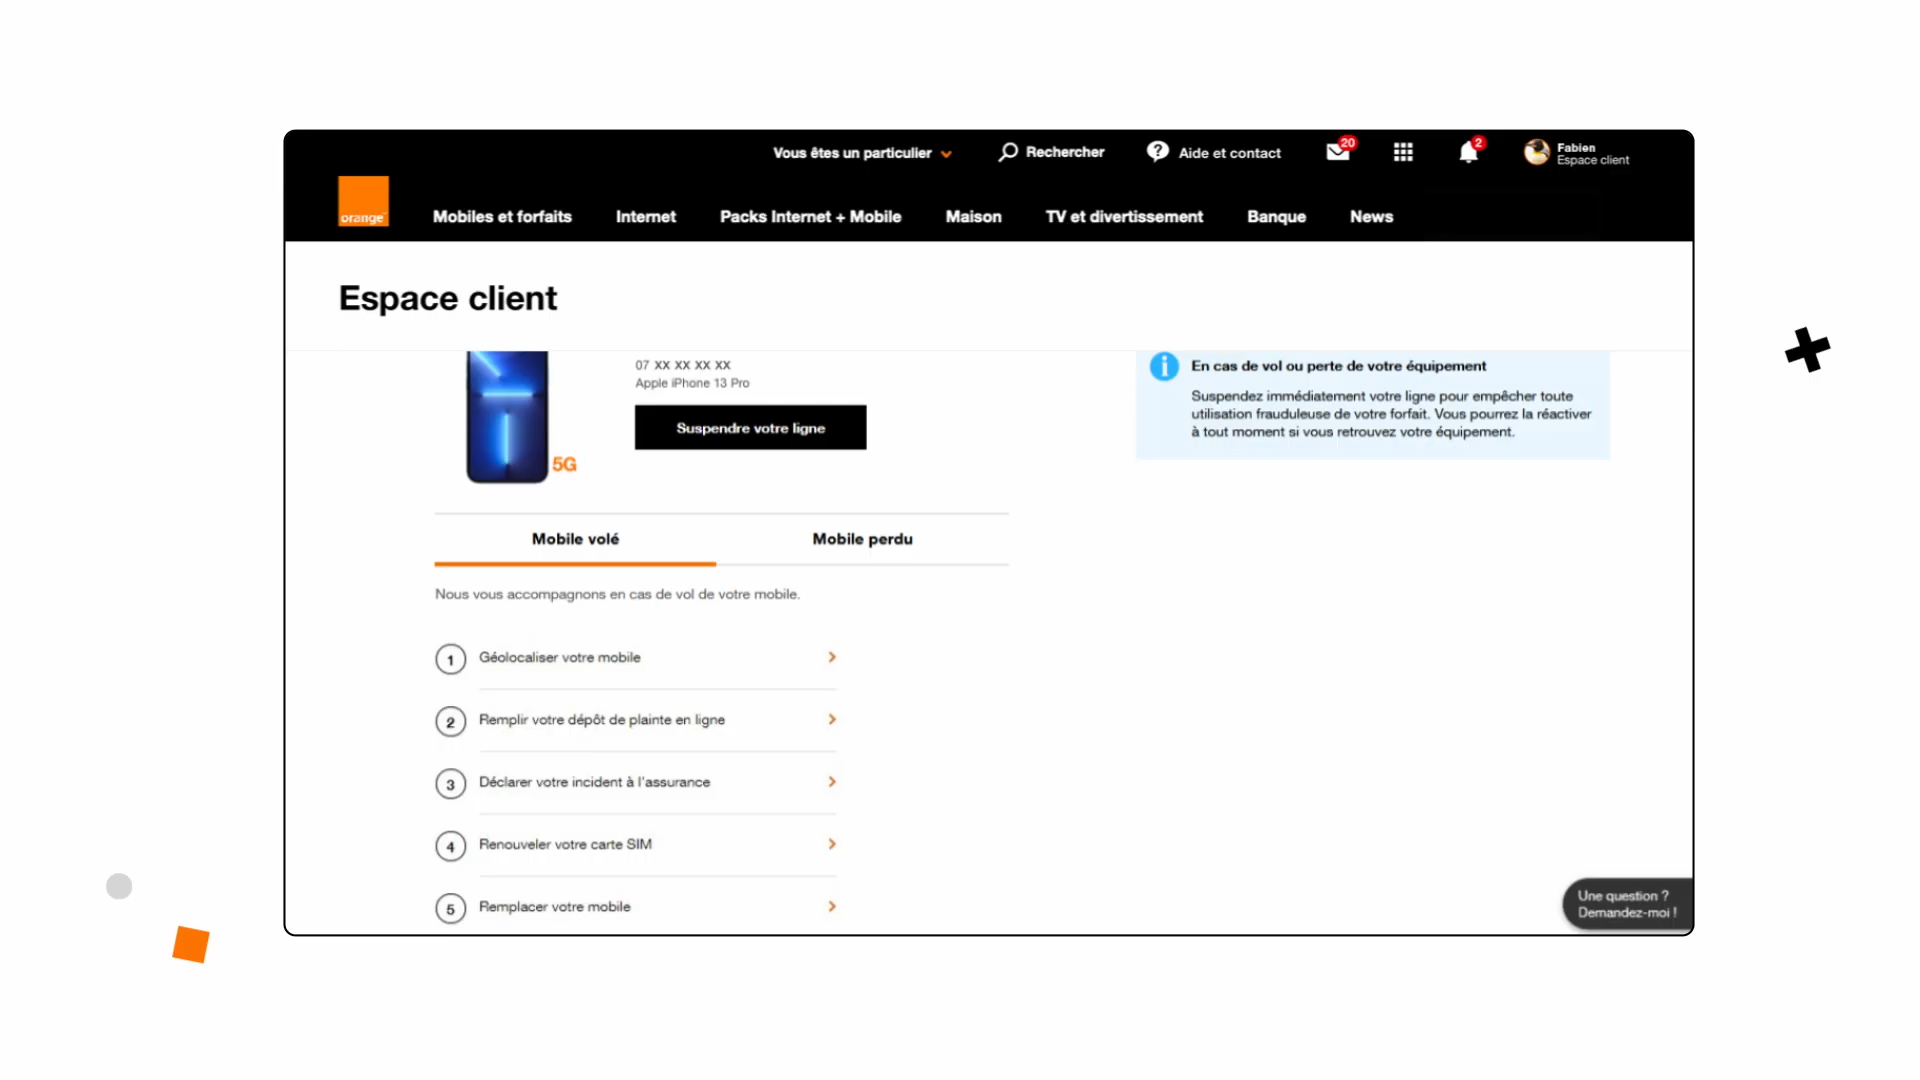 Vous êtes un particulier
Rechercher
Aide et contact
20
2
Fabien
Espace client
orange
Mobiles et forfaits
Internet
Packs Internet + Mobile
Maison
TV et divertissement
Banque
News
Espace client
07 XX XX XX XX
Apple iPhone 13 Pro
Suspendre votre ligne
5G
En cas de vol ou perte de votre équipement
Suspendez immédiatement votre ligne pour empêcher toute
utilisation frauduleuse de votre forfait. Vous pourrez la réactiver
à tout moment si vous retrouvez votre équipement.
Mobile volé
Mobile perdu
Nous vous accompagnons en cas de vol de votre mobile.
1 Géolocaliser votre mobile
2 Remplir votre dépôt de plainte en ligne
3 Déclarer votre incident à l'assurance
4 Renouveler votre carte SIM
5 Remplacer votre mobile
Une question ?
Demandez-moi !